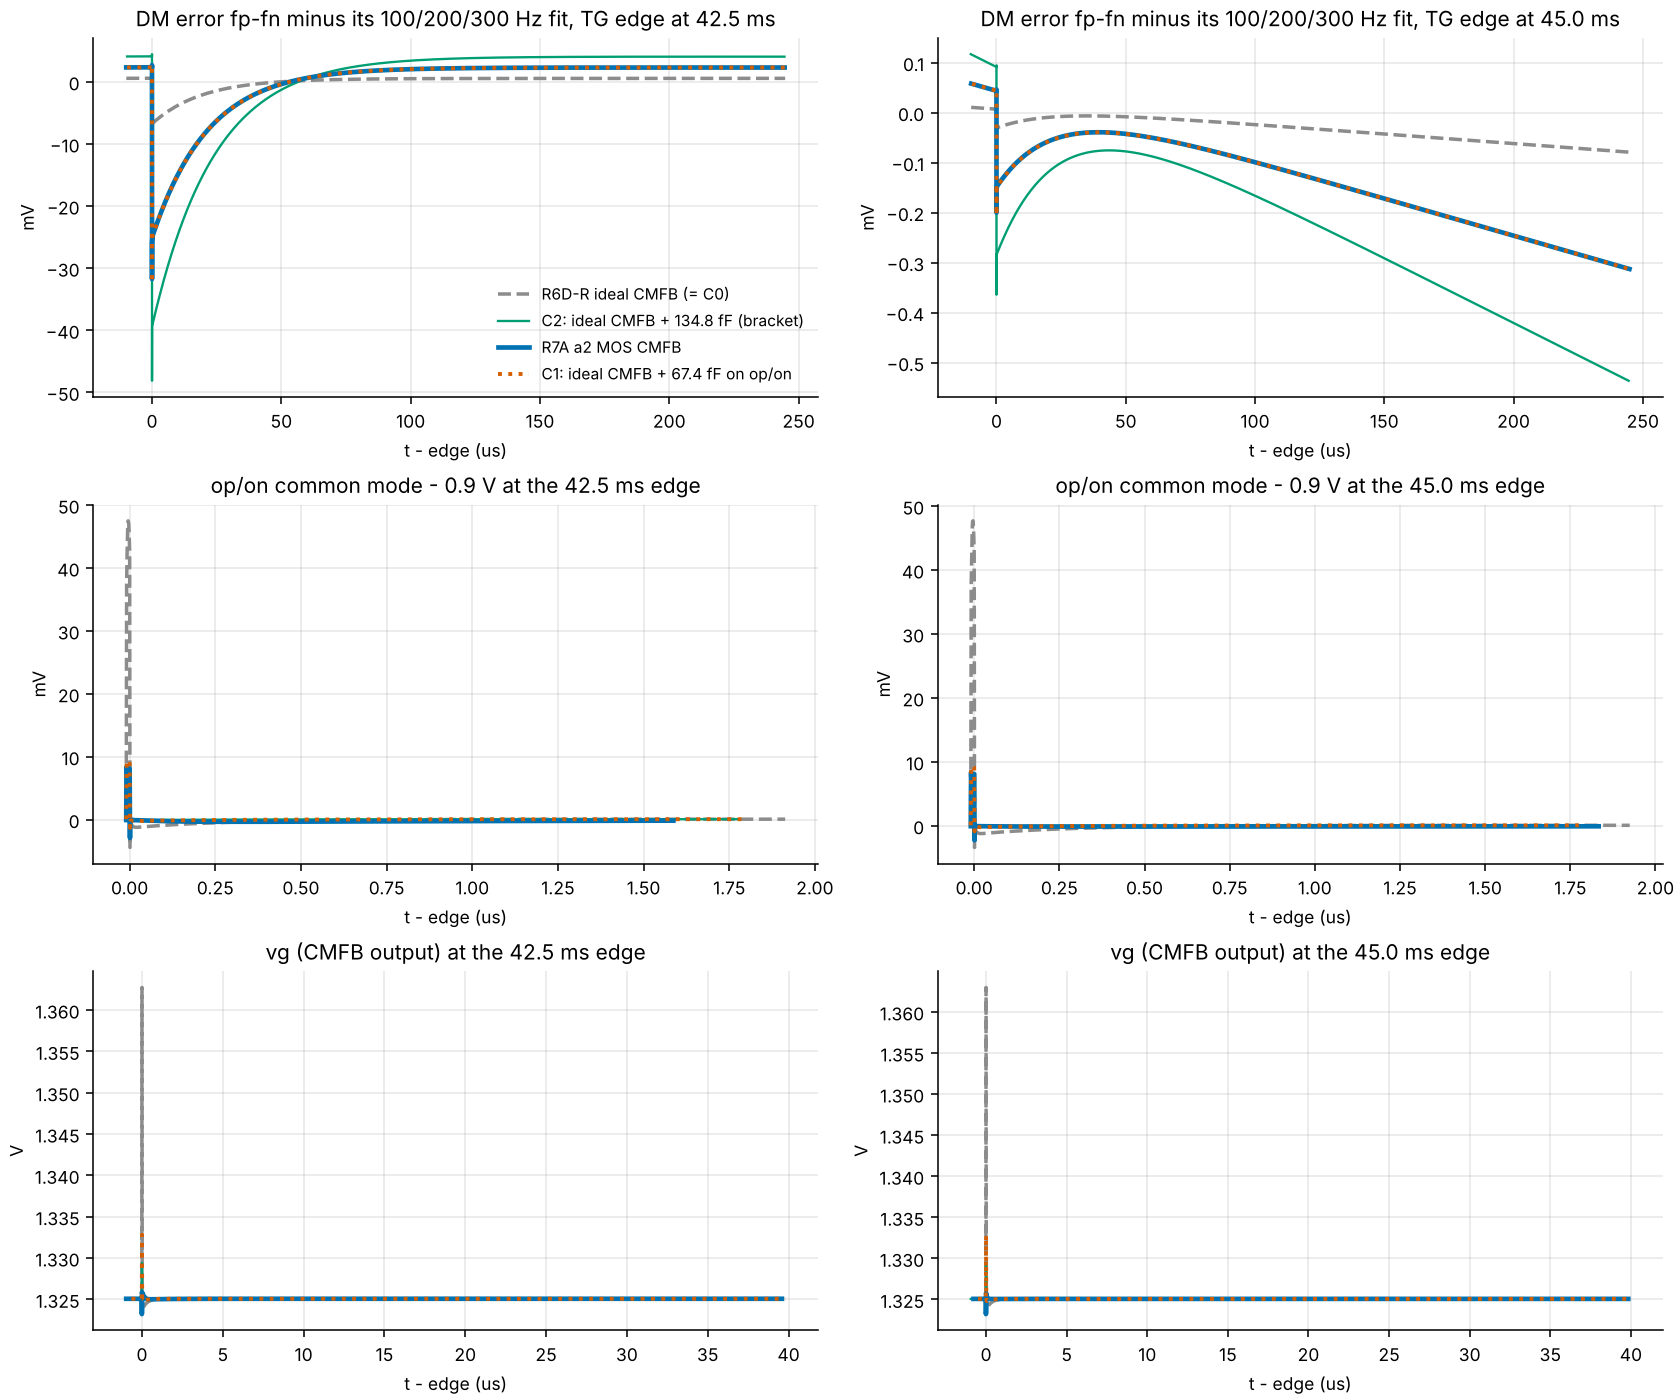 DM error fp-fn minus its 100/200/300 Hz fit, TG edge at 42.5 ms
mV
0
−10
−20
−30
−40
−50
R6D-R ideal CMFB (= C0)
C2: ideal CMFB + 134.8 fF (bracket)
R7A a2 MOS CMFB
C1: ideal CMFB + 67.4 fF on op/on
0 50 100 150 200 250
t - edge (us)
DM error fp-fn minus its 100/200/300 Hz fit, TG edge at 45.0 ms
mV
0.1
0.0
−0.1
−0.2
−0.3
−0.4
−0.5
0 50 100 150 200 250
t - edge (us)
op/on common mode - 0.9 V at the 42.5 ms edge
mV
50
40
30
20
10
0
0.00 0.25 0.50 0.75 1.00 1.25 1.50 1.75 2.00
t - edge (us)
op/on common mode - 0.9 V at the 45.0 ms edge
mV
50
40
30
20
10
0
0.00 0.25 0.50 0.75 1.00 1.25 1.50 1.75 2.00
t - edge (us)
vg (CMFB output) at the 42.5 ms edge
V
1.360
1.355
1.350
1.345
1.340
1.335
1.330
1.325
0 5 10 15 20 25 30 35 40
t - edge (us)
vg (CMFB output) at the 45.0 ms edge
V
1.360
1.355
1.350
1.345
1.340
1.335
1.330
1.325
0 5 10 15 20 25 30 35 40
t - edge (us)